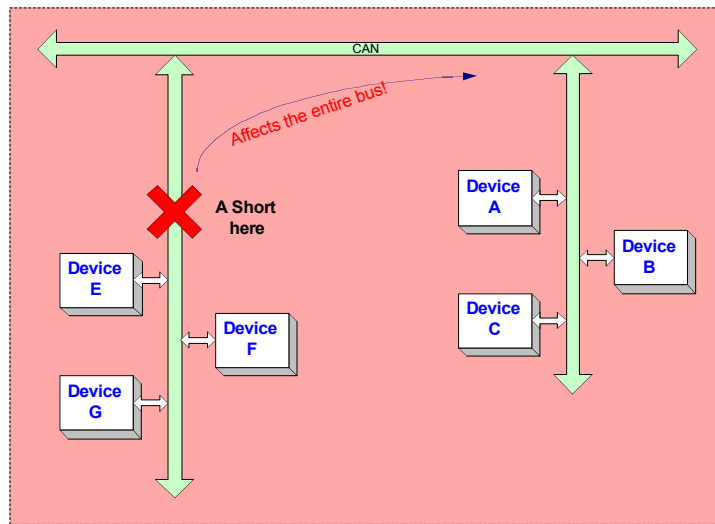 CAN
Affects the entire bus!
A Short
here
Device
A
Device
B
Device
C
Device
E
Device
F
Device
G